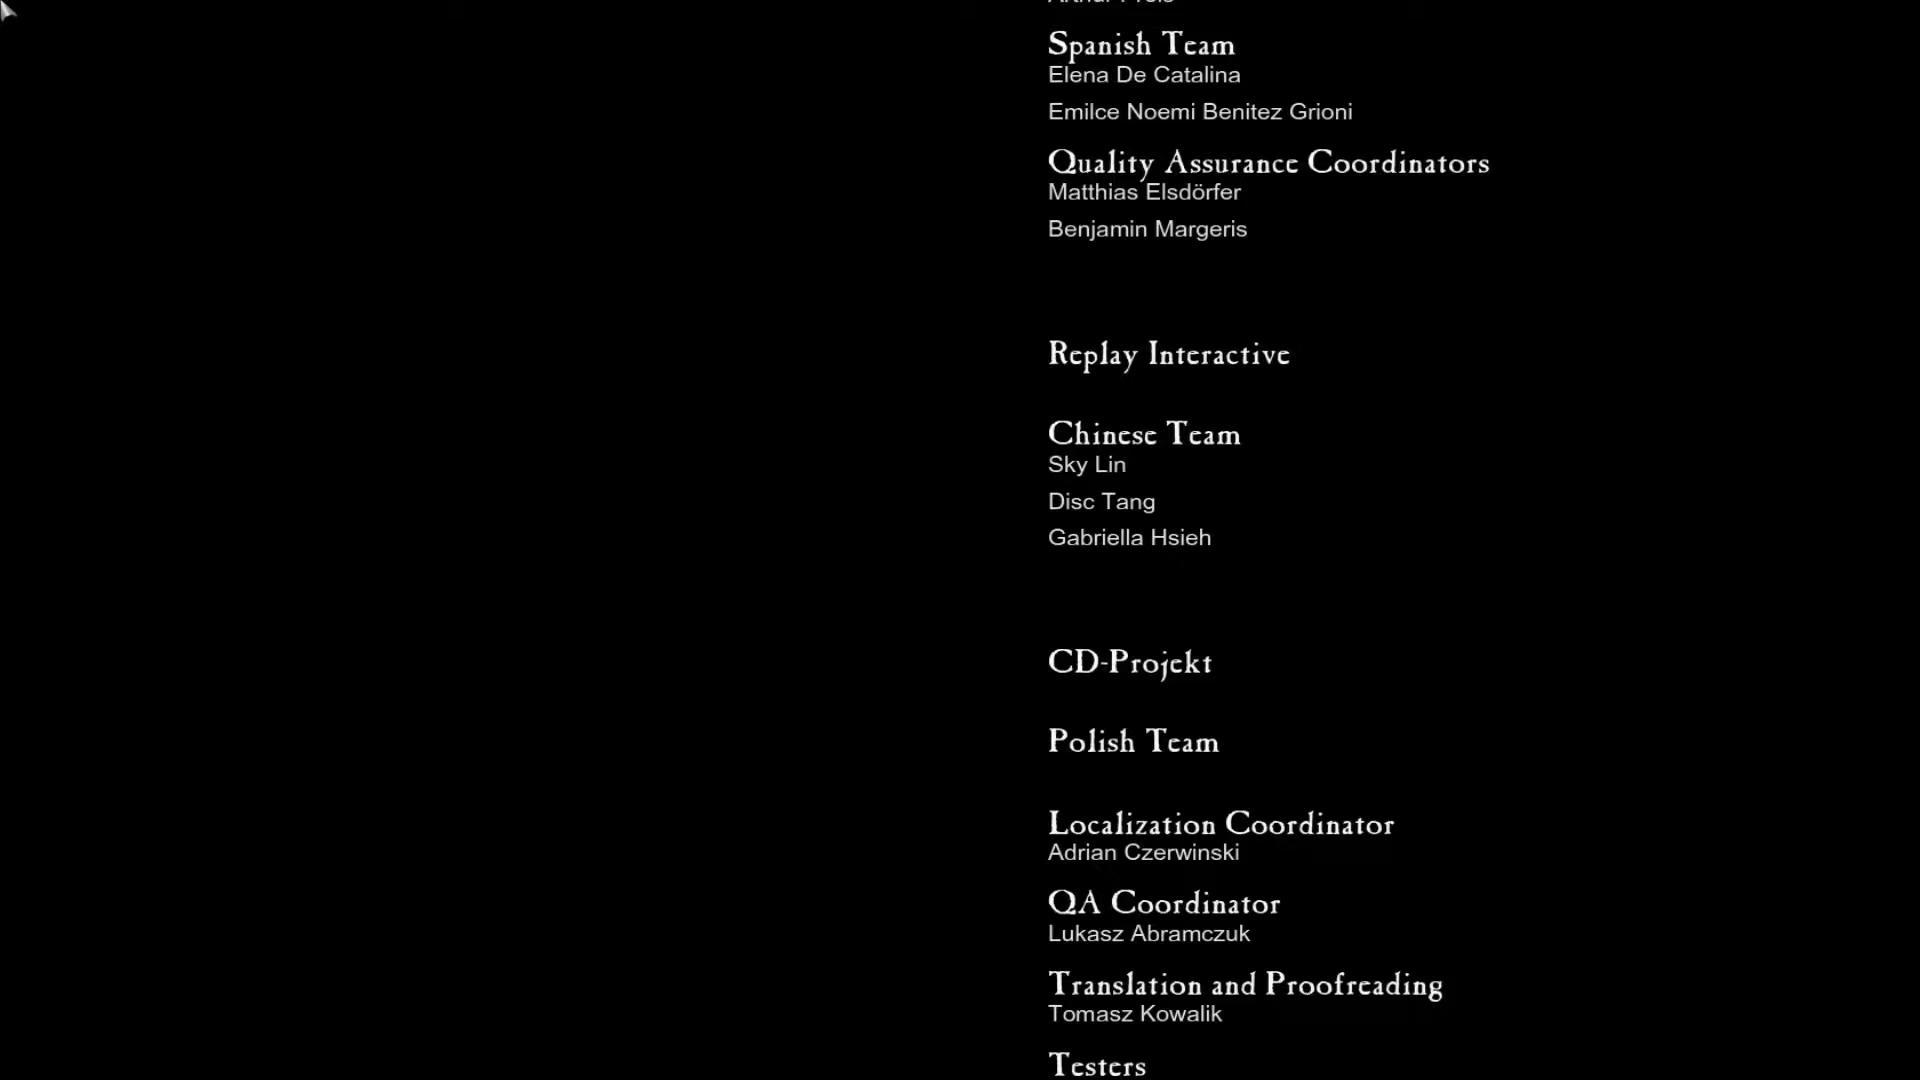 Spanish Team
Elena De Catalina
Emilce Noemi Benitez Grioni
Quality Assurance Coordinators
Matthias Elsdörfer
Benjamin Margeris
Replay Interactive
Chinese Team
Sky Lin
Disc Tang
Gabriella Hsieh
CD-Projekt
Polish Team
Localization Coordinator
Adrian Czerwinski
QA Coordinator
Lukasz Abramczuk
Translation and Proofreading
Tomasz Kowalik
Testers